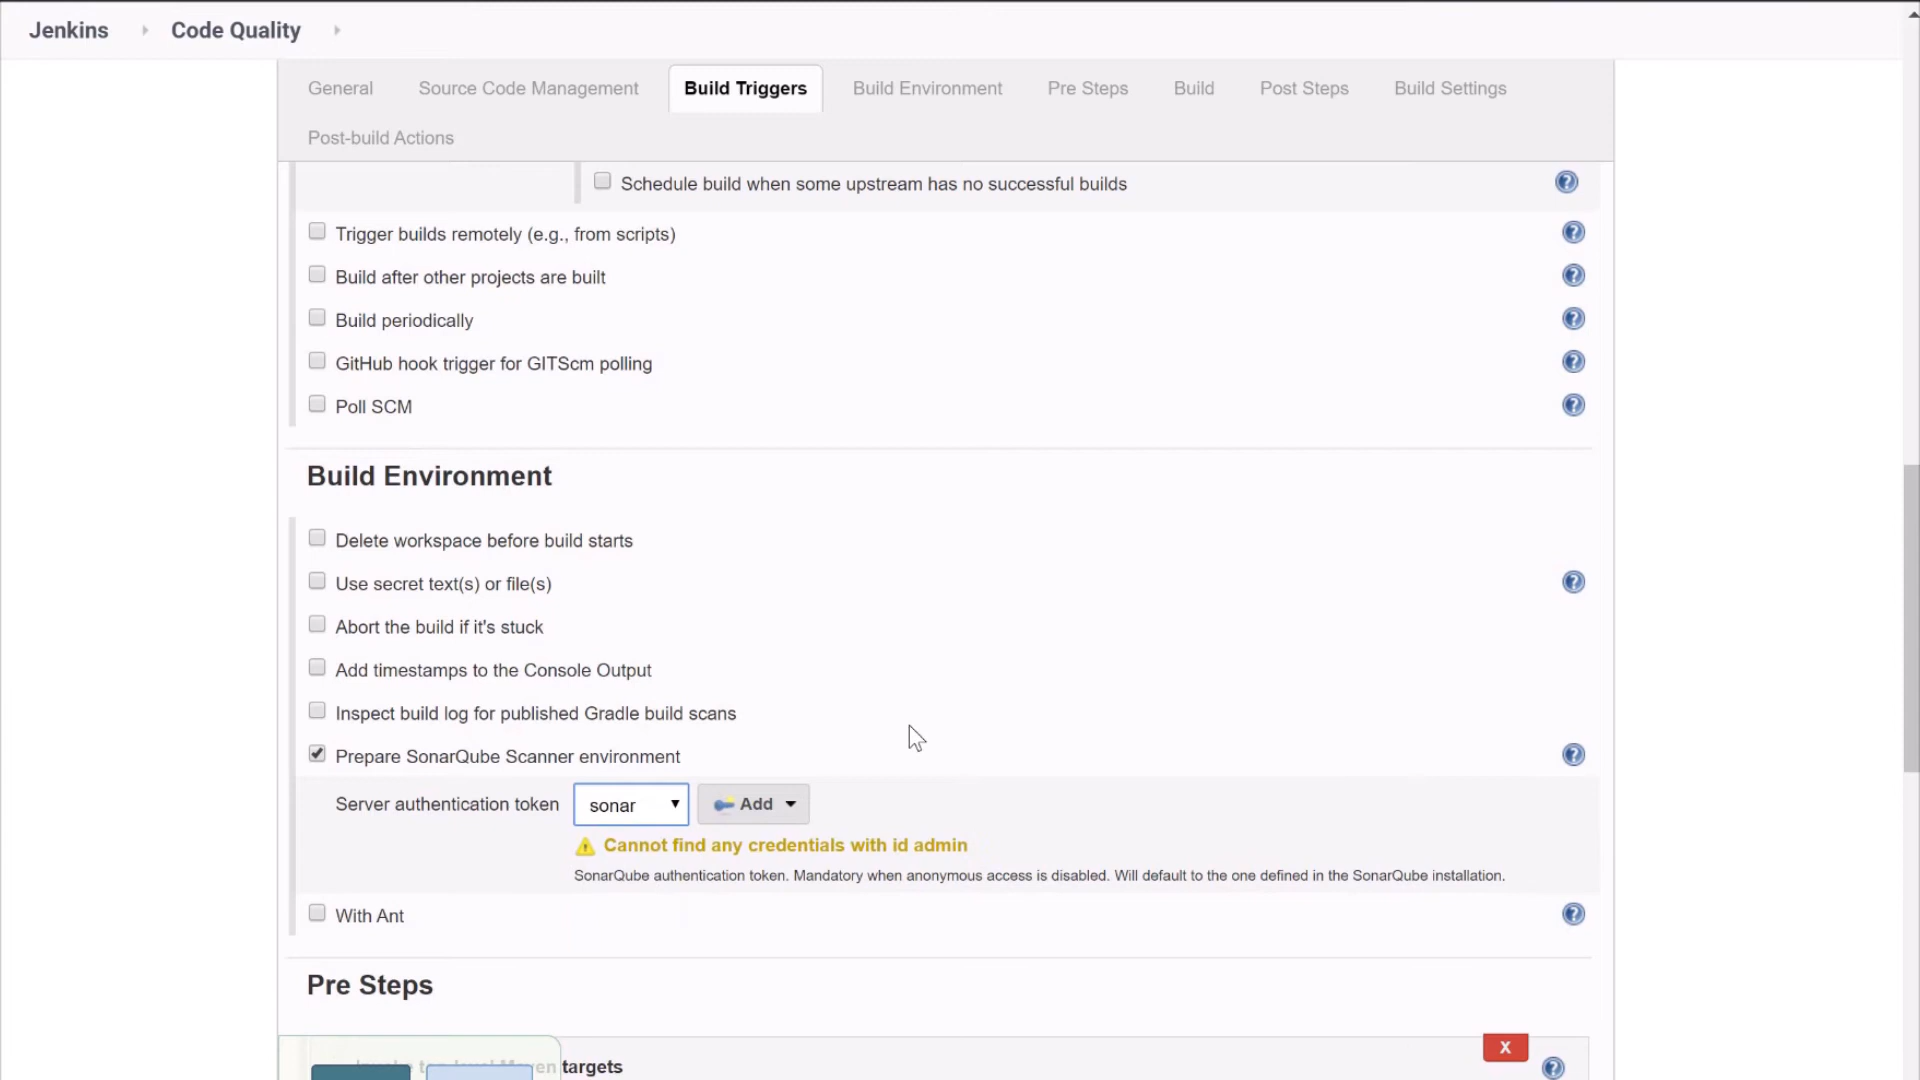 Jenkins
Code Quality
General
Source Code Management
Build Triggers
Build Environment
Pre Steps
Build
Post Steps
Build Settings
Post-build Actions
Schedule build when some upstream has no successful builds
Trigger builds remotely (e.g., from scripts)
Build after other projects are built
Build periodically
GitHub hook trigger for GITScm polling
Poll SCM
Build Environment
Delete workspace before build starts
Use secret text(s) or file(s)
Abort the build if it's stuck
Add timestamps to the Console Output
Inspect build log for published Gradle build scans
Prepare SonarQube Scanner environment
Server authentication token
sonar
Add
Cannot find any credentials with id admin
SonarQube authentication token. Mandatory when anonymous access is disabled. Will default to the one defined in the SonarQube installation.
With Ant
Pre Steps
X
Invoke top-level Maven targets